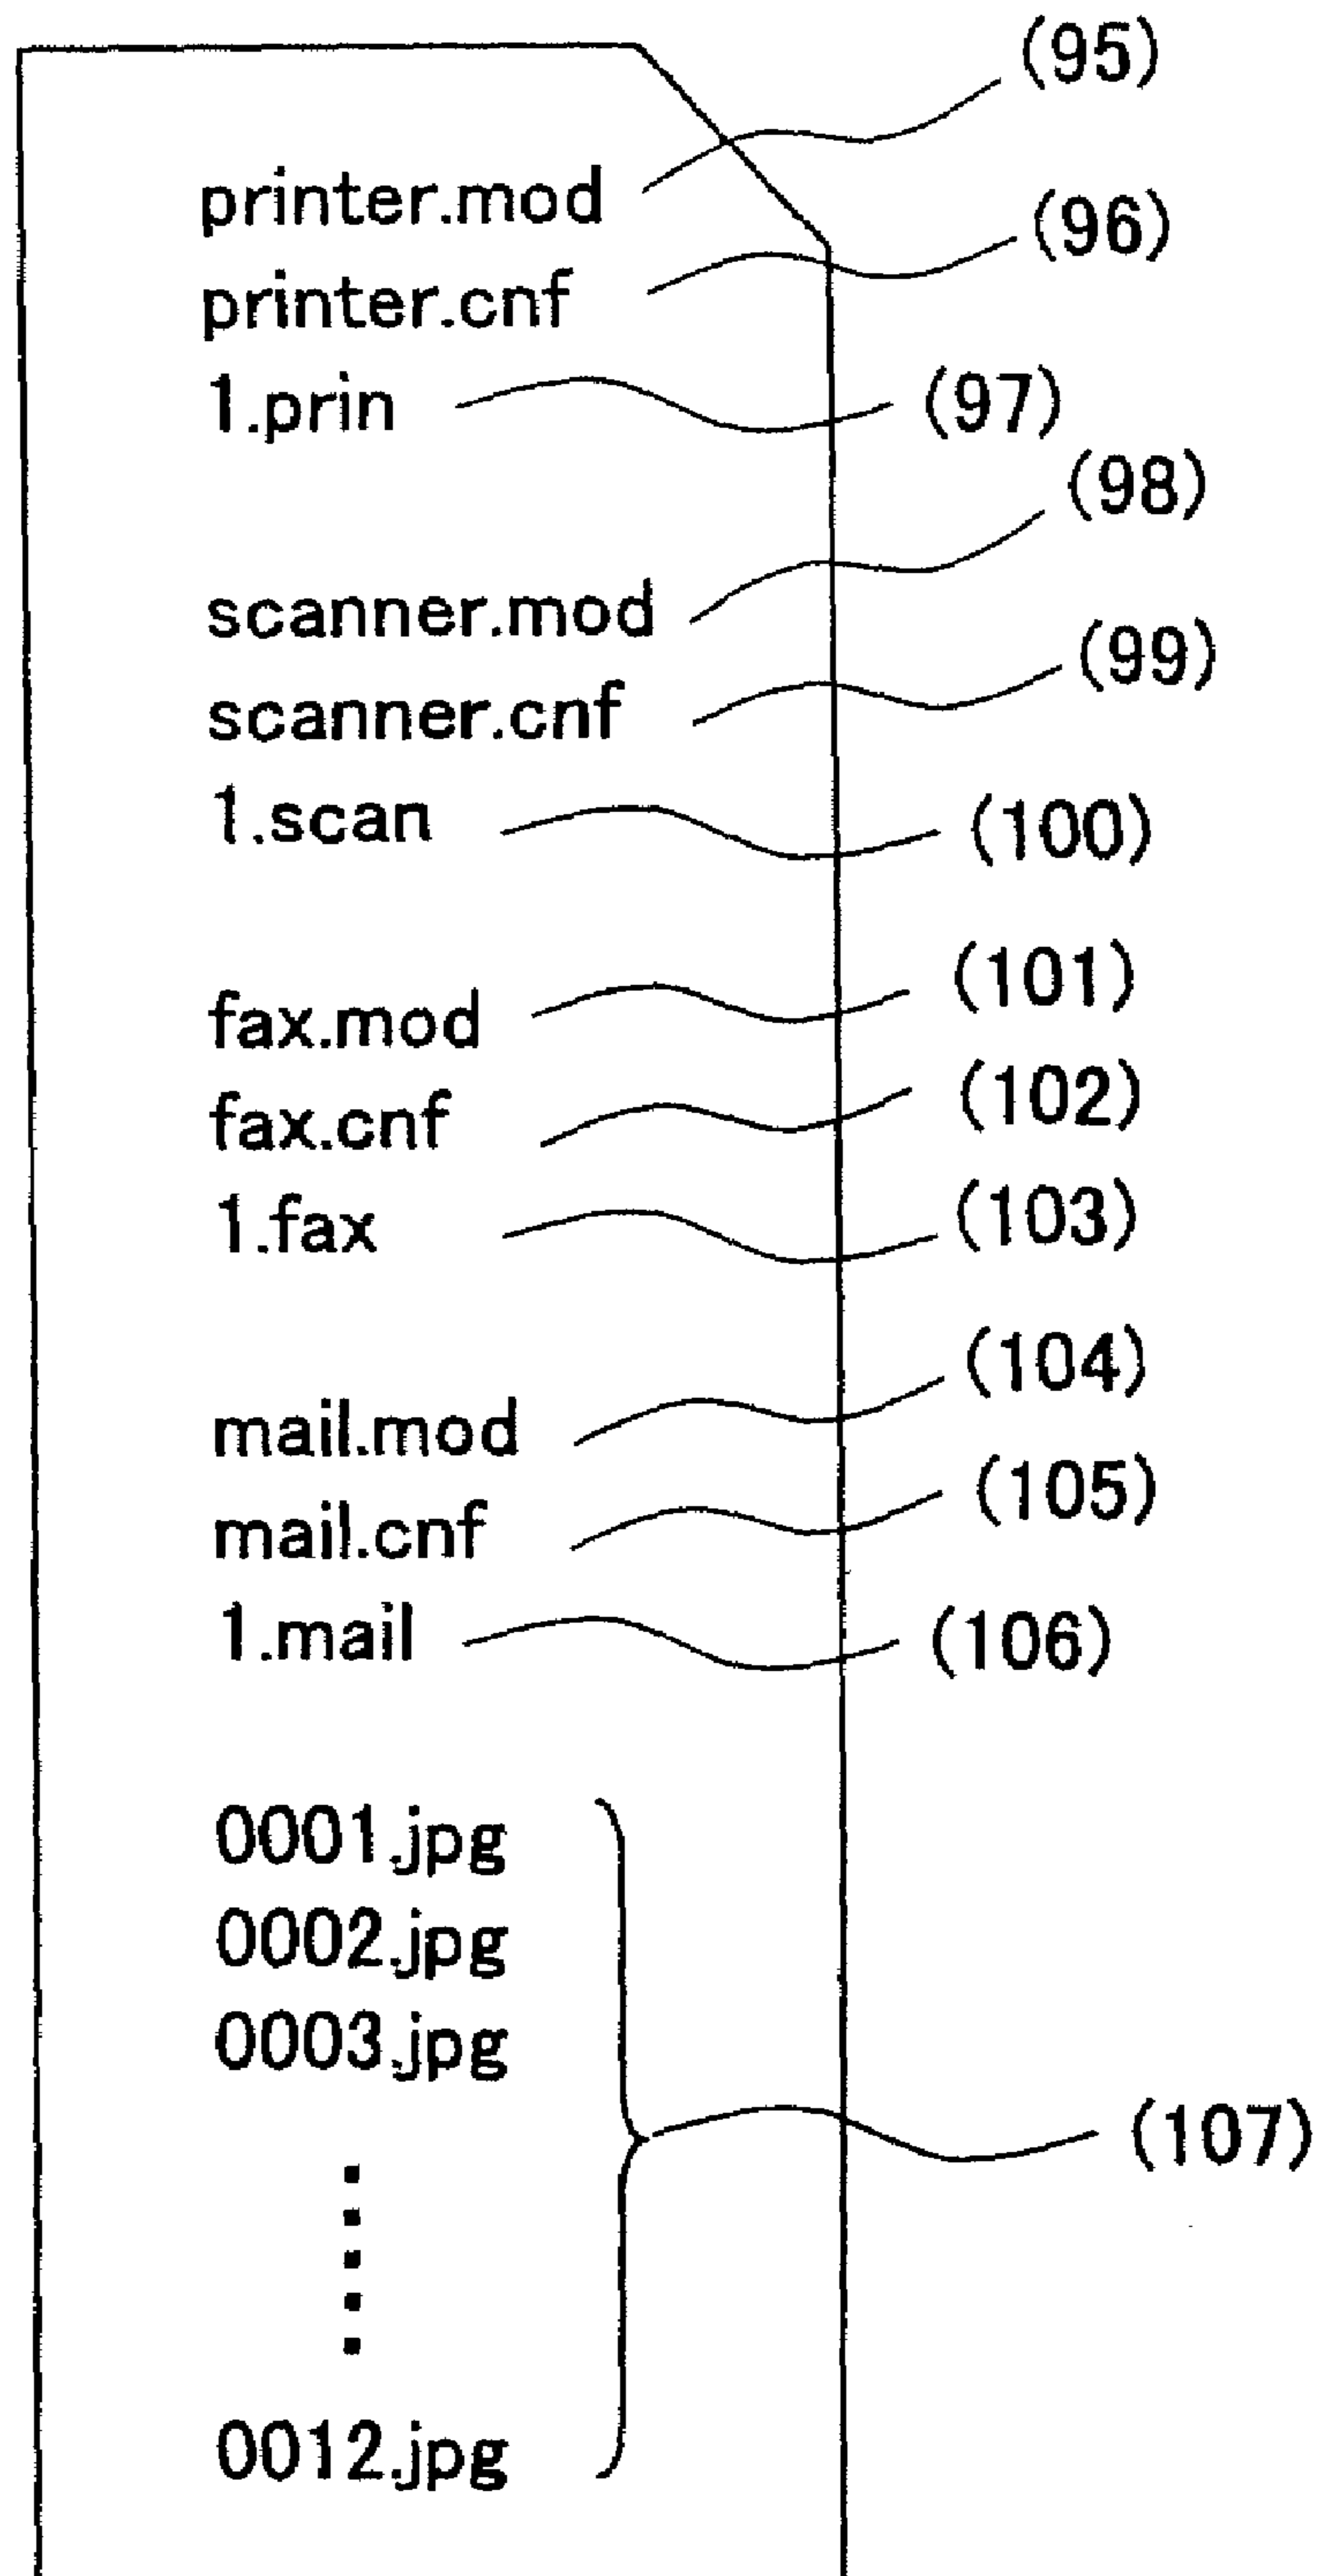 printer.mod (95)
printer.cnf (96)
1.prin (97)
scanner.mod (98)
scanner.cnf (99)
1.scan (100)
fax.mod (101)
fax.cnf (102)
1.fax (103)
mail.mod (104)
mail.cnf (105)
1.mail (106)
0001.jpg
0002.jpg
0003.jpg
(107)
0012.jpg